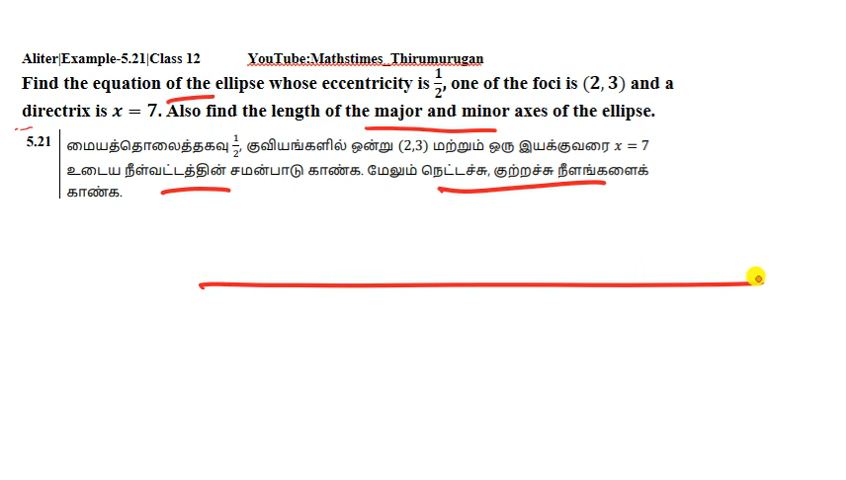 Aliter|Example-5.21|Class 12 YouTube:Mathstimes_Thirumurugan
Find the equation of the ellipse whose eccentricity is 1/2, one of the foci is (2, 3) and a
directrix is x = 7. Also find the length of the major and minor axes of the ellipse.
5.21 மையத்தொலைத்தகவு 1/2, குவியங்களில் ஒன்று (2,3) மற்றும் ஒரு இயக்குவரை x = 7
உடைய நீள்வட்டத்தின் சமன்பாடு காண்க. மேலும் நெட்டச்சு, குற்றச்சு நீளங்களைக்
காண்க.